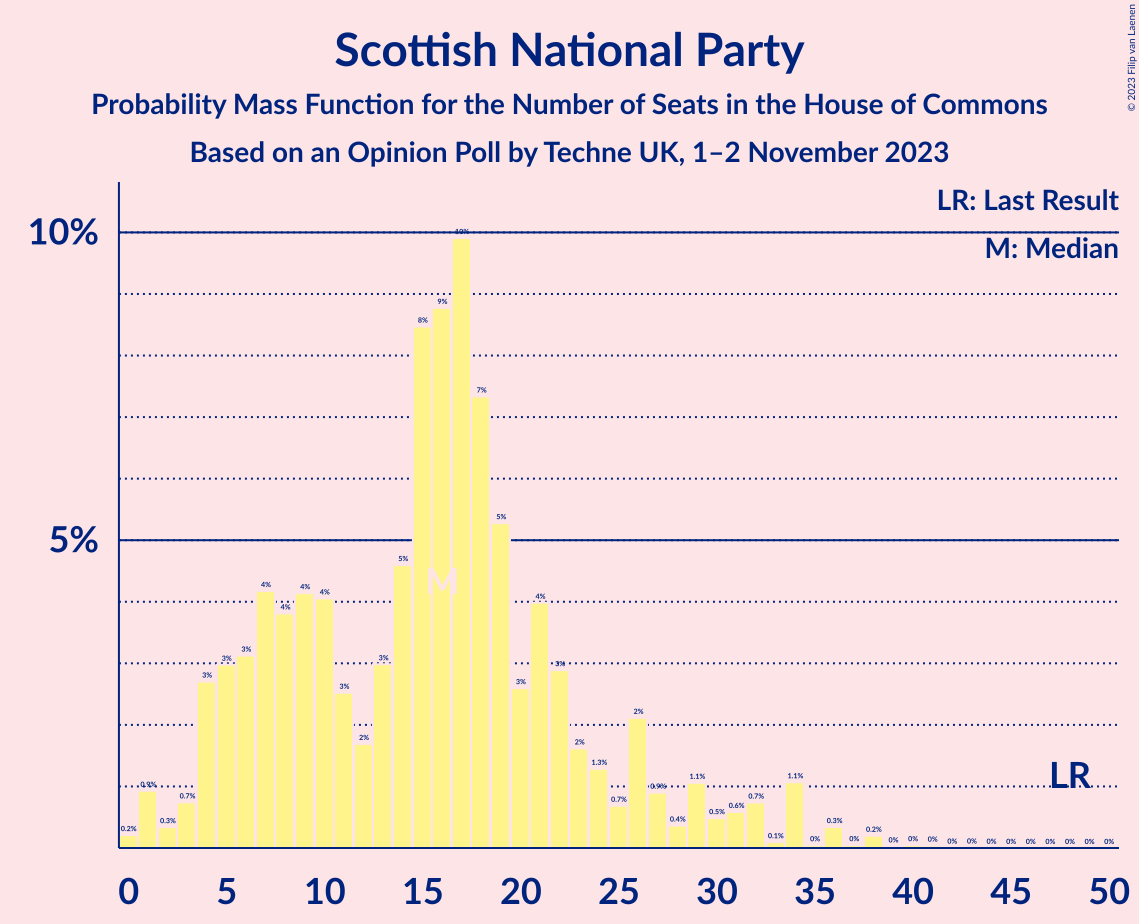 Scottish National Party
Probability Mass Function for the Number of Seats in the House of Commons
Based on an Opinion Poll by Techne UK, 1–2 November 2023
© 2023 Filip van Laenen
LR: Last Result
M: Median
10%
5%
0.2% 0.9% 0.3% 0.7% 3% 3% 3% 4% 4% 4% 4% 3% 2% 3% 5% 8% 9% 10% 7% 5% 3% 4% 3% 2% 1.3% 0.7% 2% 0.9% 0.4% 1.1% 0.5% 0.6% 0.7% 0.1% 1.1% 0% 0.3% 0% 0.2% 0% 0% 0% 0% 0% 0% 0% 0% 0% 0% 0% 0%
M
LR
0 5 10 15 20 25 30 35 40 45 50